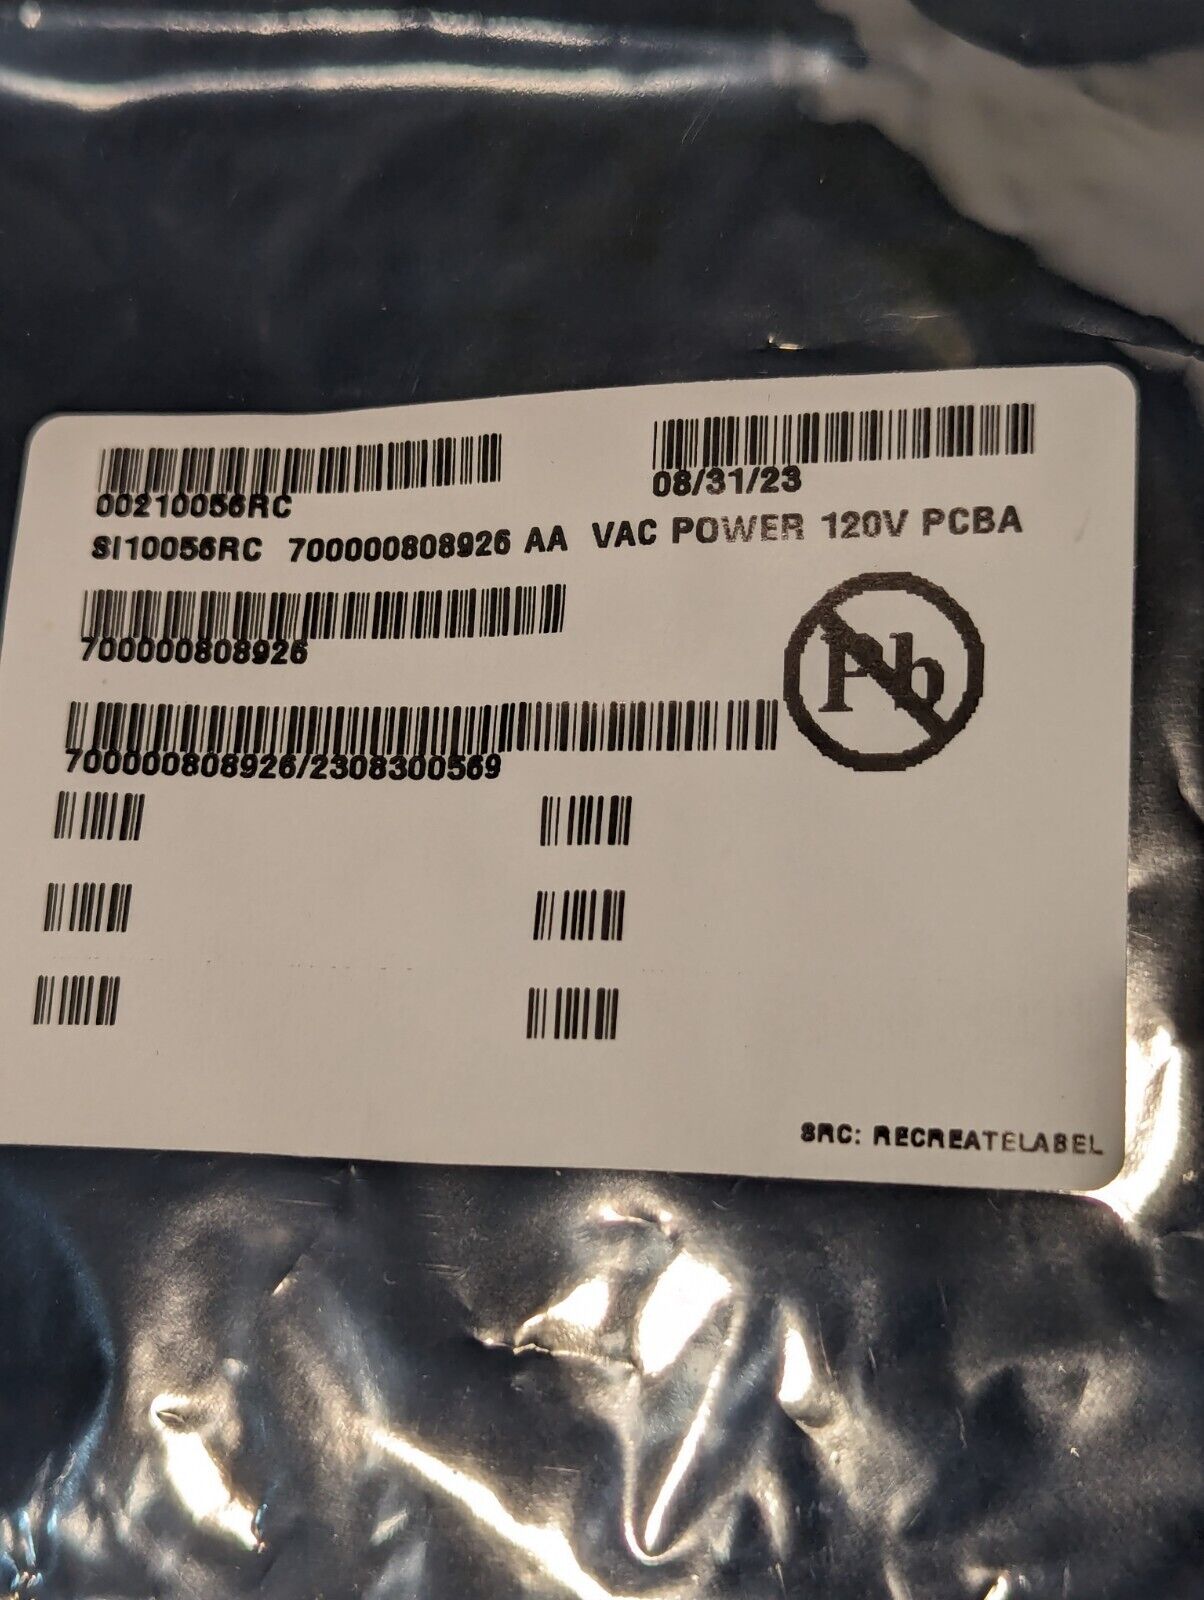 00210056RC
08/31/23
SI10056RC 700000808926 AA VAC POWER 120V PCBA
700000808926
Pb
700000808926/2308300569
SRC: RECREATELABEL